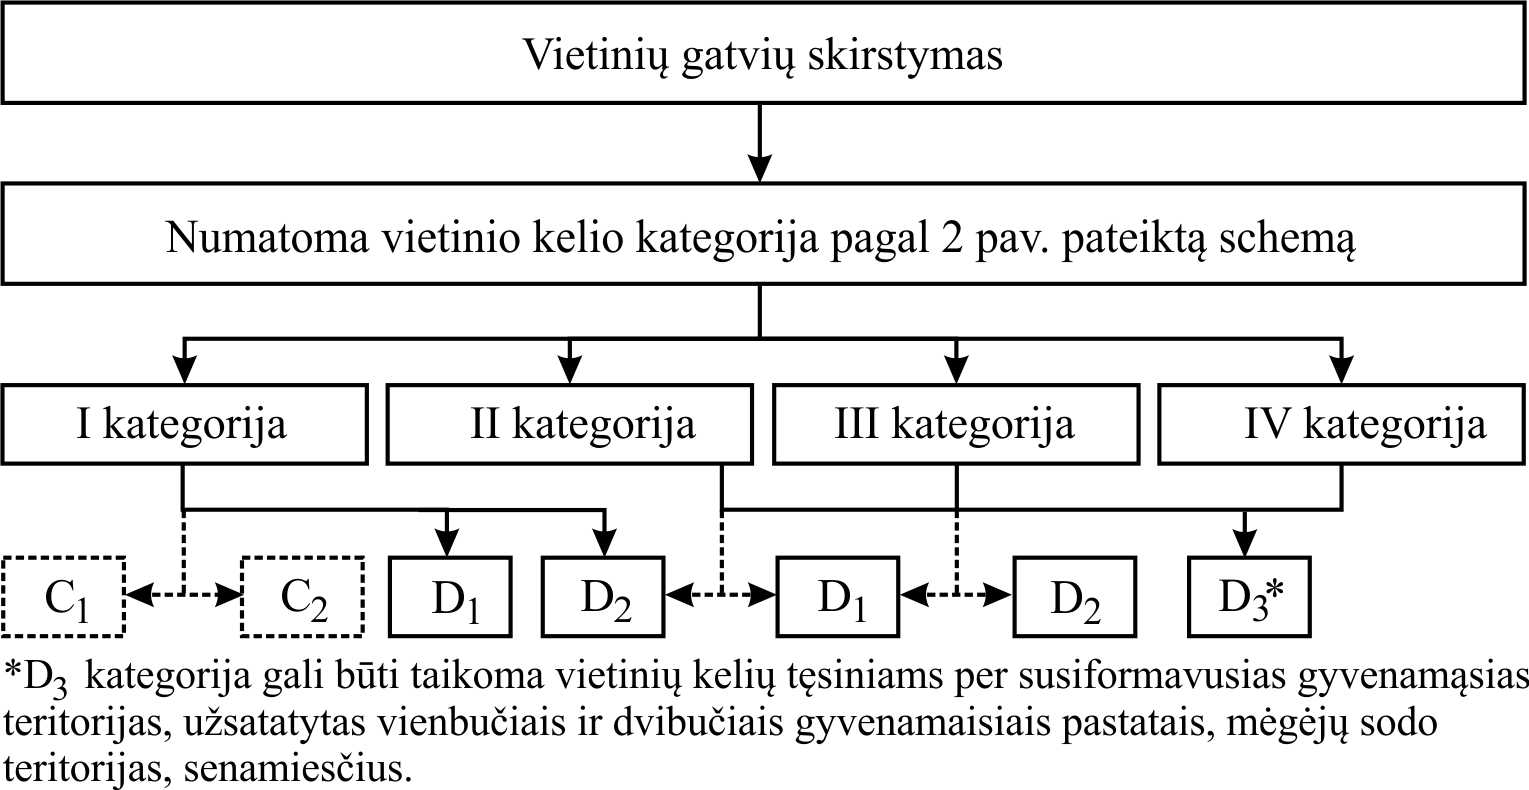 Vietinių gatvių skirstymas
Numatoma vietinio kelio kategorija pagal 2 pav. pateiktą schemą
I kategorija II kategorija III kategorija IV kategorija
C1 C2 D1 D2 D1 D2 D3*
*D3 kategorija gali būti taikoma vietinių kelių tęsiniams per susiformavusias gyvenamąsias
teritorijas, užsatatytas vienbučiais ir dvibučiais gyvenamaisiais pastatais, mėgėjų sodo
teritorijas, senamiesčius.